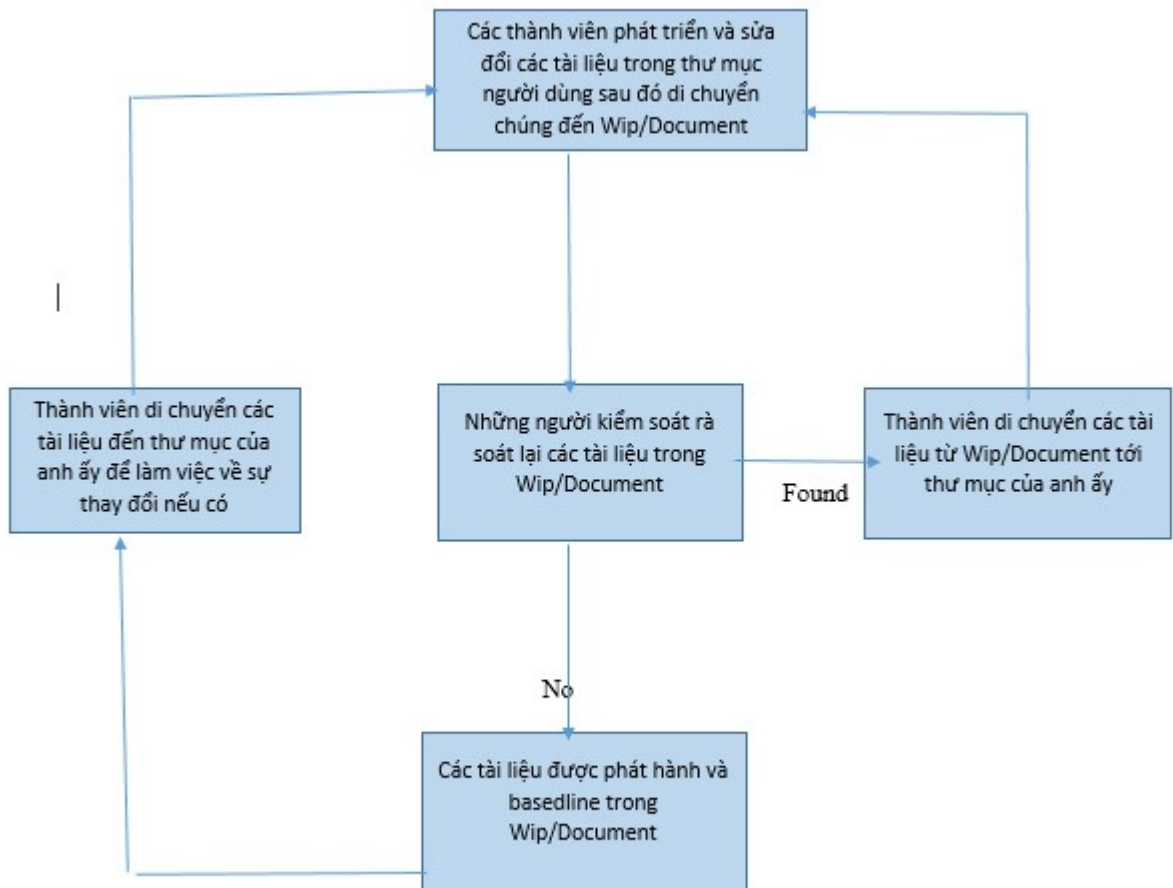 Các thành viên phát triển và sửa
đổi các tài liệu trong thư mục
người dùng sau đó di chuyển
chúng đến Wip/Document
Thành viên di chuyển các
tài liệu đến thư mục của
anh ấy để làm việc về sự
thay đổi nếu có
Những người kiểm soát rà
soát lại các tài liệu trong
Wip/Document
Found
Thành viên di chuyển các tài
liệu từ Wip/Document tới
thư mục của anh ấy
No
Các tài liệu được phát hành và
basedline trong
Wip/Document